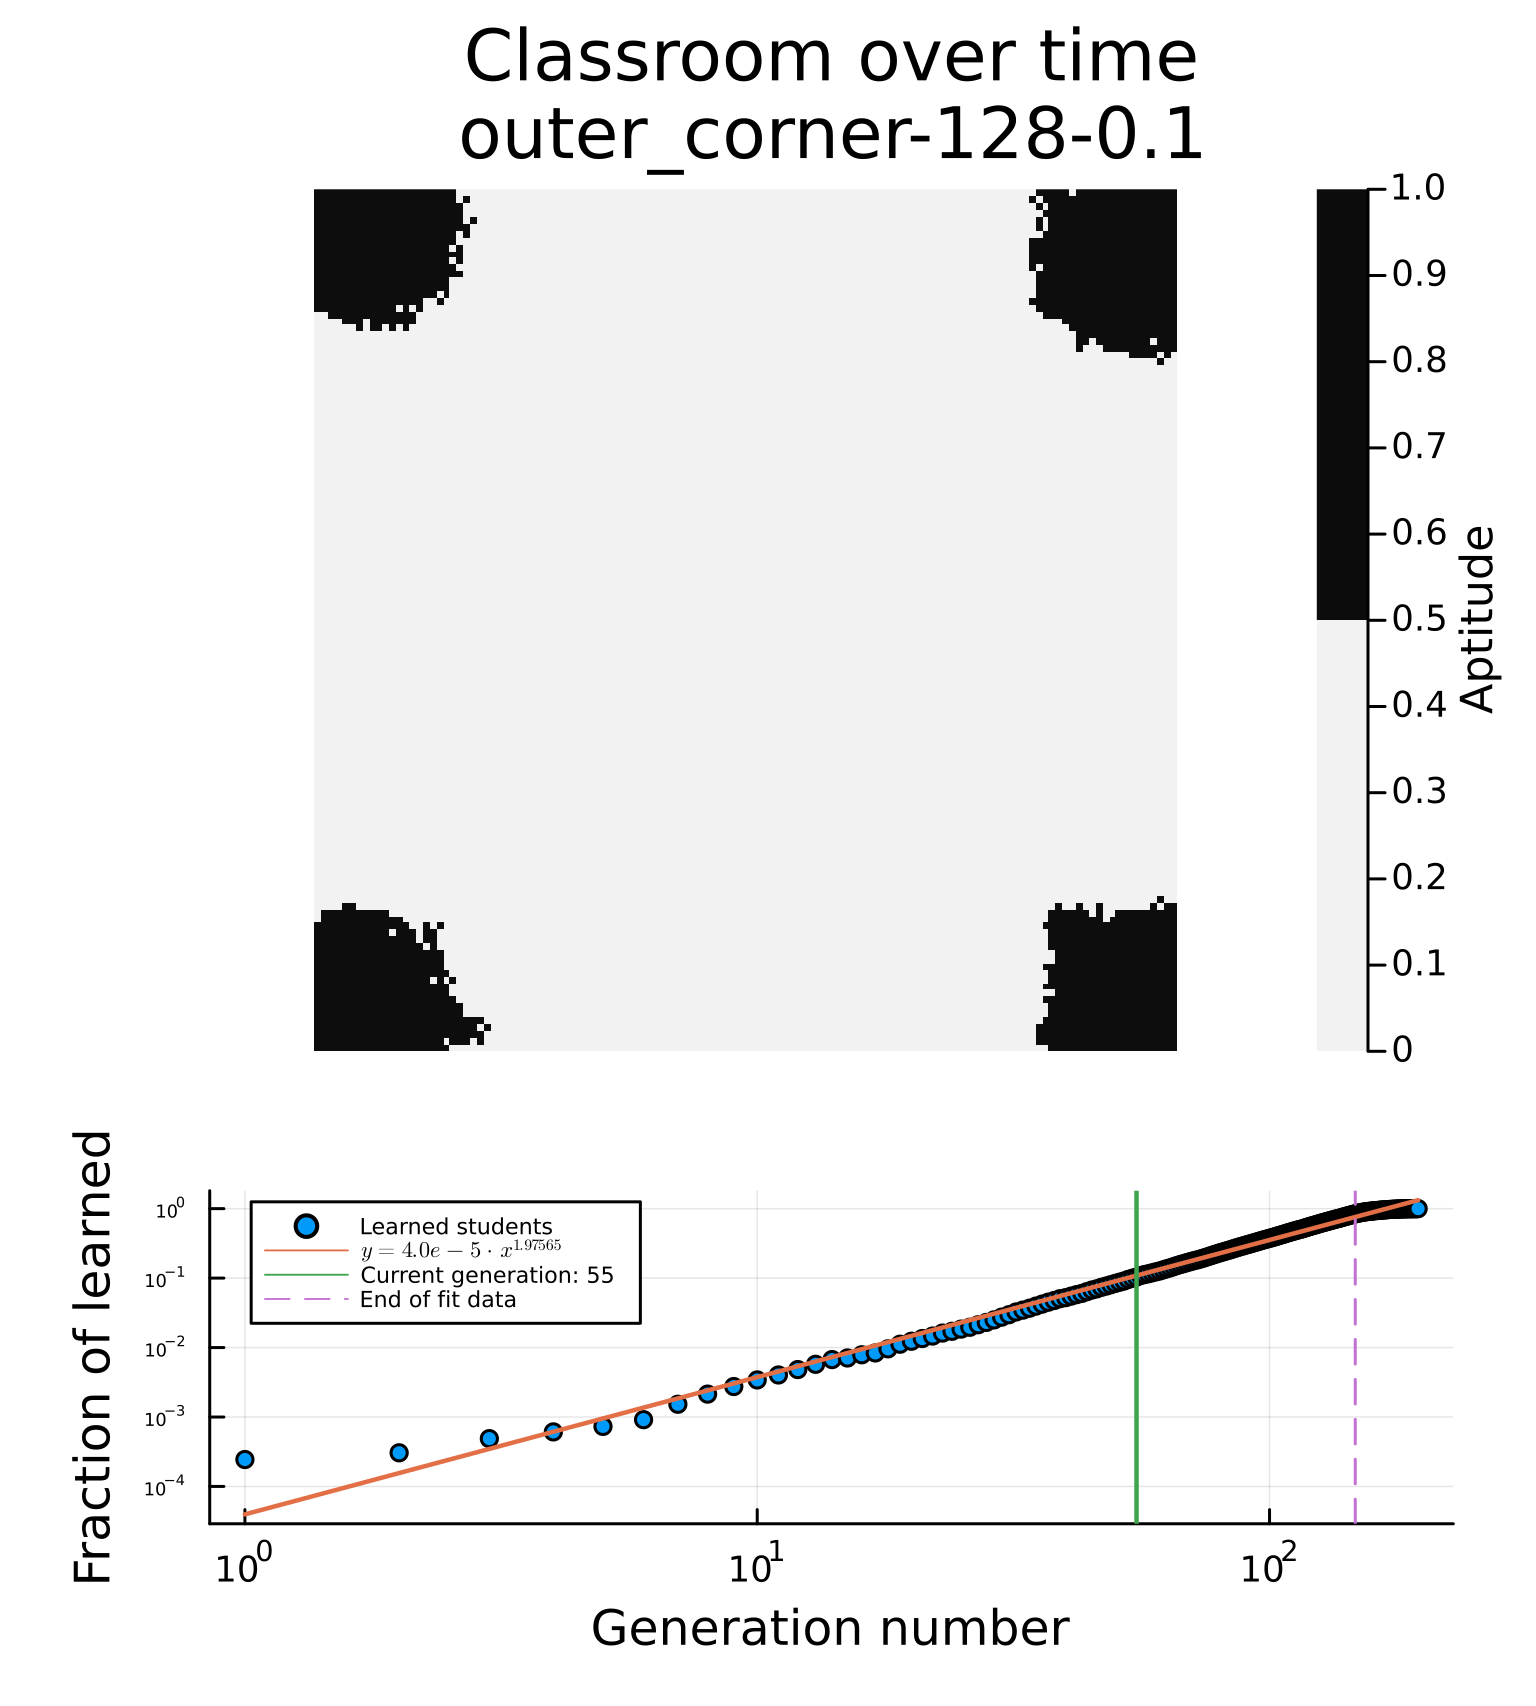 Classroom over time
outer_corner-128-0.1
1.0
0.9
0.8
0.7
0.6
0.5
0.4
0.3
0.2
0.1
0
Aptitude
Fraction of learned
10⁰
10⁻¹
10⁻²
10⁻³
10⁻⁴
Learned students
y = 4.0e − 5 · x^1.97565
Current generation: 55
End of fit data
10⁰ 10¹ 10²
Generation number